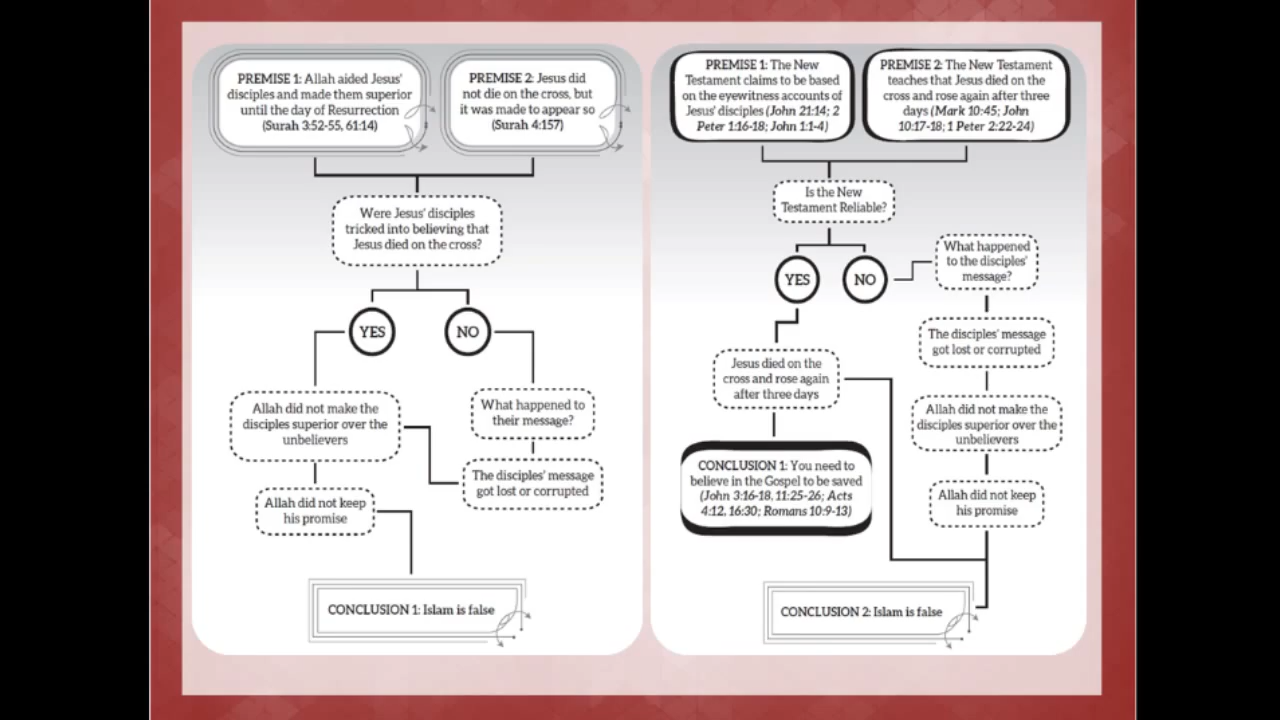 PREMISE 1: Allah aided Jesus'
disciples and made them superior
until the day of Resurrection
(Surah 3:52-55, 61:14)
PREMISE 2: Jesus did
not die on the cross, but
it was made to appear so
(Surah 4:157)
Were Jesus' disciples
tricked into believing that
Jesus died on the cross?
YES
NO
Allah did not make the
disciples superior over the
unbelievers
What happened to
their message?
The disciples' message
got lost or corrupted
Allah did not keep
his promise
CONCLUSION 1: Islam is false
PREMISE 1: The New
Testament claims to be based
on the eyewitness accounts of
Jesus' disciples (John 21:14; 2
Peter 1:16-18; John 1:1-4)
PREMISE 2: The New Testament
teaches that Jesus died on the
cross and rose again after three
days (Mark 10:45; John
10:17-18; 1 Peter 2:22-24)
Is the New
Testament Reliable?
YES
NO
What happened
to the disciples'
message?
The disciples' message
got lost or corrupted
Jesus died on the
cross and rose again
after three days
Allah did not make the
disciples superior over the
unbelievers
CONCLUSION 1: You need to
believe in the Gospel to be saved
(John 3:16-18, 11:25-26; Acts
4:12, 16:30; Romans 10:9-13)
Allah did not keep
his promise
CONCLUSION 2: Islam is false